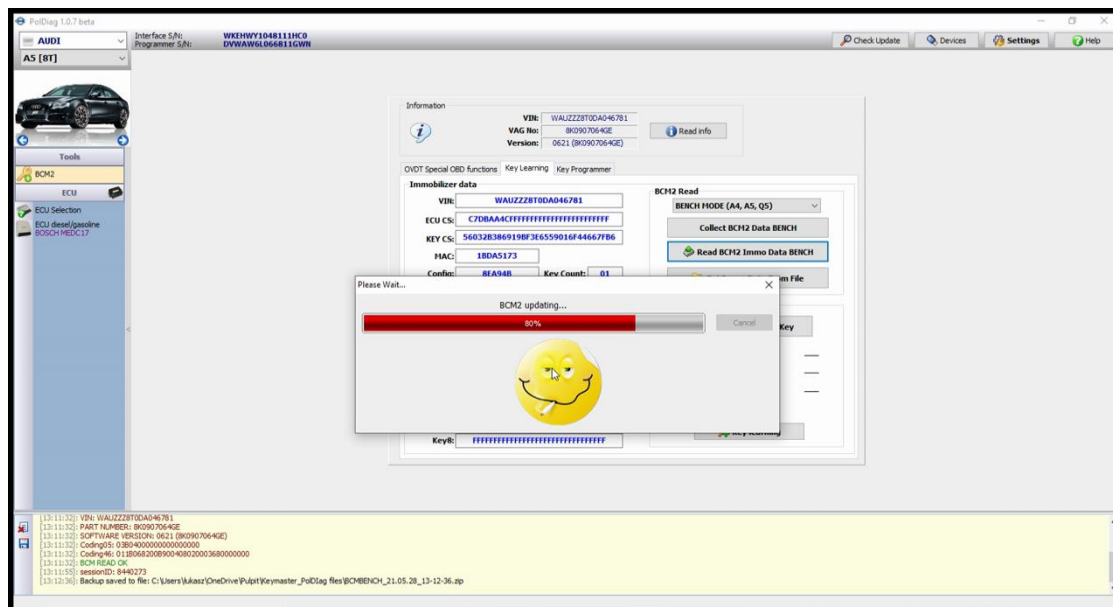 PolDiag 1.0.7 beta
AUDI
Interface S/N: WKEHWY1048111HC0
Programmer S/N: DVWAW6L066811GWN
Check Update
Devices
Settings
Help
A5 [8T]
Tools
BCM2
ECU
ECU Selection
ECU diesel/gasoline
BOSCH MEDC17
Information
VIN: WAUZZZ8T0DA046781
VAG No: 8K0907064GE
Version: 0621 (8K0907064GE)
Read info
OVDT Special OBD functions
Key Learning
Key Programmer
Immobilizer data
VIN: WAUZZZ8T0DA046781
ECU CS: C7DBAA4CFFFFFFFFFFFFFFFFFFFFFFFF
KEY CS: 56032B386919BF3E6559016F44667FB6
MAC: 1BDA5173
Config: 8EA94B
Key Count: 01
BCM2 Read
BENCH MODE (A4, A5, Q5)
Collect BCM2 Data BENCH
Read BCM2 Immo Data BENCH
File
Key
Please Wait...
BCM2 updating...
80%
Cancel
Key8: FFFFFFFFFFFFFFFFFFFFFFFFFFFFFFFF
[13:11:32]: VIN: WAUZZZ8T0DA046781
[13:11:32]: PART NUMBER: 8K0907064GE
[13:11:32]: SOFTWARE VERSION: 0621 (8K0907064GE)
[13:11:32]: Coding05: 03B04000000000000000
[13:11:32]: Coding46: 011B068200B90040802000368000000
[13:11:32]: BCM READ OK
[13:11:55]: sessionID: 8440273
[13:12:36]: Backup saved to file: C:\Users\lukasz\OneDrive\Pulpit\Keymaster_PolDIag files\BCMBENCH_21.05.28_13-12-36.zip